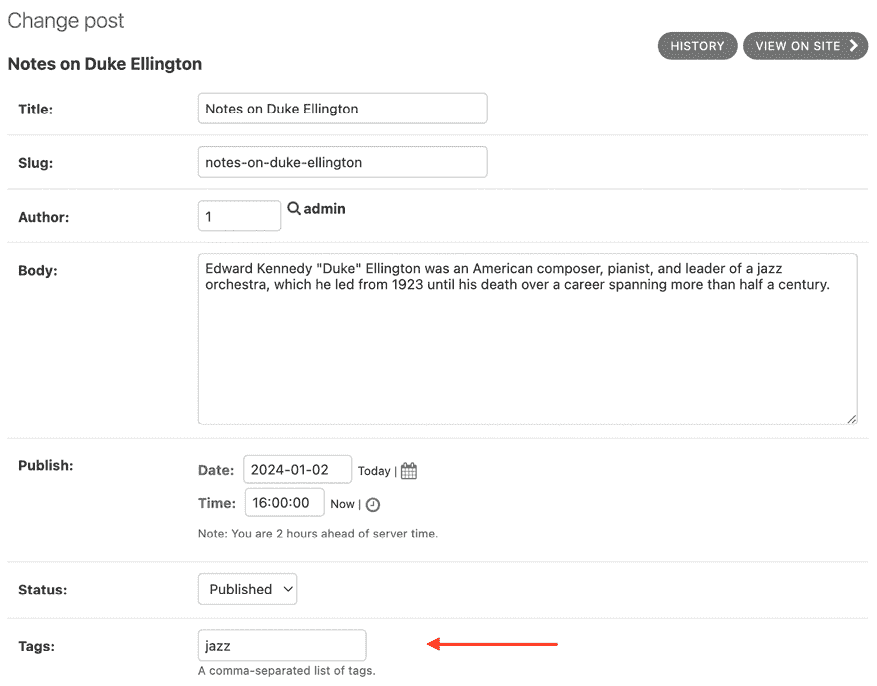 Change post
HISTORY
VIEW ON SITE
Notes on Duke Ellington
Title:
Notes on Duke Ellington
Slug:
notes-on-duke-ellington
Author:
1
admin
Body:
Edward Kennedy "Duke" Ellington was an American composer, pianist, and leader of a jazz
orchestra, which he led from 1923 until his death over a career spanning more than half a century.
Publish:
Date:
2024-01-02
Today |
Time:
16:00:00
Now |
Note: You are 2 hours ahead of server time.
Status:
Published
Tags:
jazz
A comma-separated list of tags.